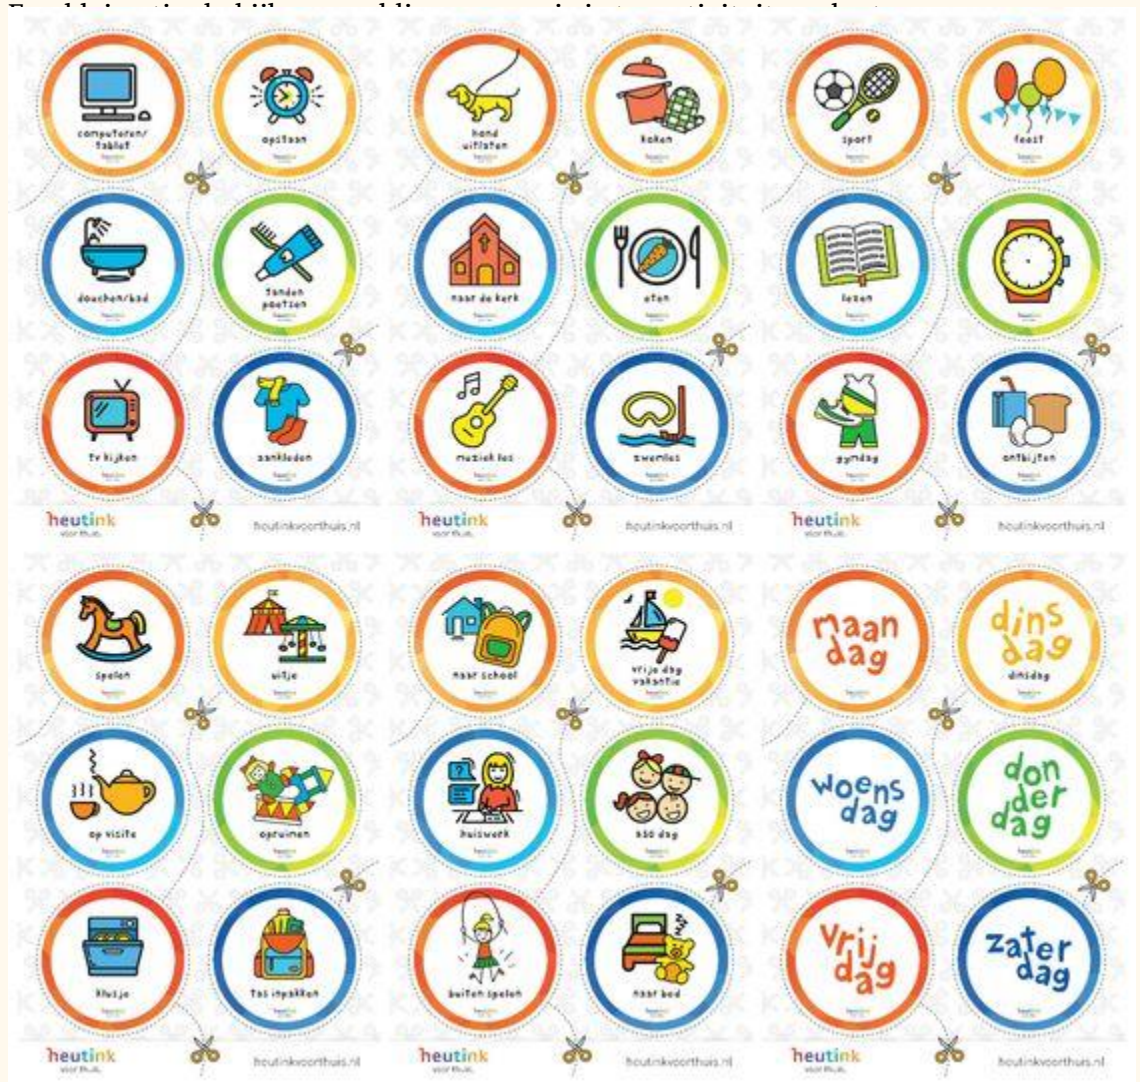 computeren/
tablet
opstaan
hond
uitlaten
koken
sport
feest
douchen/bad
tanden
poetsen
naar de kerk
eten
lezen
tv kijken
aankleden
muziek les
zwemles
gymdag
ontbijten
heutink
voor thuis.
heutinkvoorthuis.nl
heutink
voor thuis.
heutinkvoorthuis.nl
heutink
voor thuis.
heutinkvoorthuis.nl
spelen
uitje
naar school
vrije dag
vakantie
maan
dag
dins
dag
dinsdag
op visite
opruimen
huiswerk
bso dag
woens
dag
don
der
dag
klusje
tas inpakken
buiten spelen
naar bed
vrij
dag
zater
dag
heutink
voor thuis.
heutinkvoorthuis.nl
heutink
voor thuis.
heutinkvoorthuis.nl
heutink
voor thuis.
heutinkvoorthuis.nl